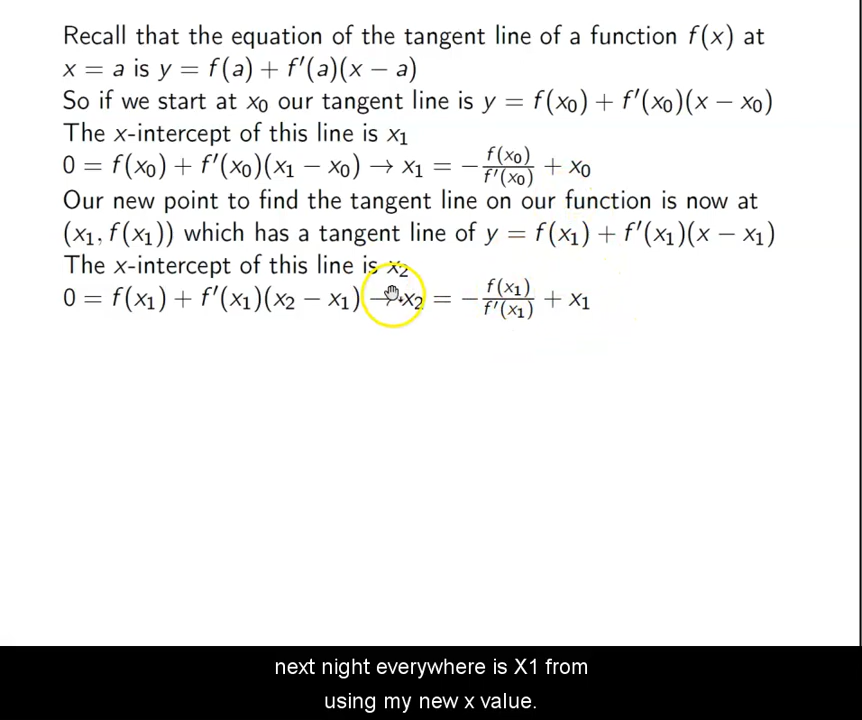 Recall that the equation of the tangent line of a function f(x) at
x = a is y = f(a) + f′(a)(x − a)
So if we start at x₀ our tangent line is y = f(x₀) + f′(x₀)(x − x₀)
The x-intercept of this line is x₁
0 = f(x₀) + f′(x₀)(x₁ − x₀) → x₁ = −f(x₀)/f′(x₀) + x₀
Our new point to find the tangent line on our function is now at
(x₁, f(x₁)) which has a tangent line of y = f(x₁) + f′(x₁)(x − x₁)
The x-intercept of this line is x₂
0 = f(x₁) + f′(x₁)(x₂ − x₁) → x₂ = −f(x₁)/f′(x₁) + x₁
next night everywhere is X1 from
using my new x value.